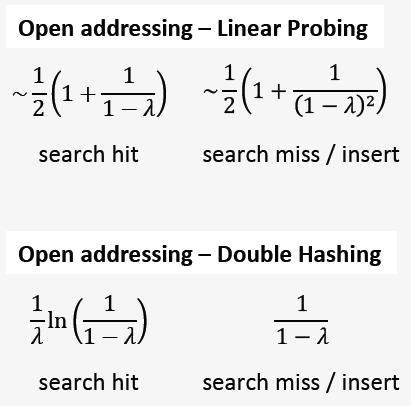 Open addressing – Linear Probing
~1/2(1 + 1/(1 − λ)) ~1/2(1 + 1/(1 − λ)²)
search hit search miss / insert
Open addressing – Double Hashing
1/λ ln(1/(1 − λ)) 1/(1 − λ)
search hit search miss / insert